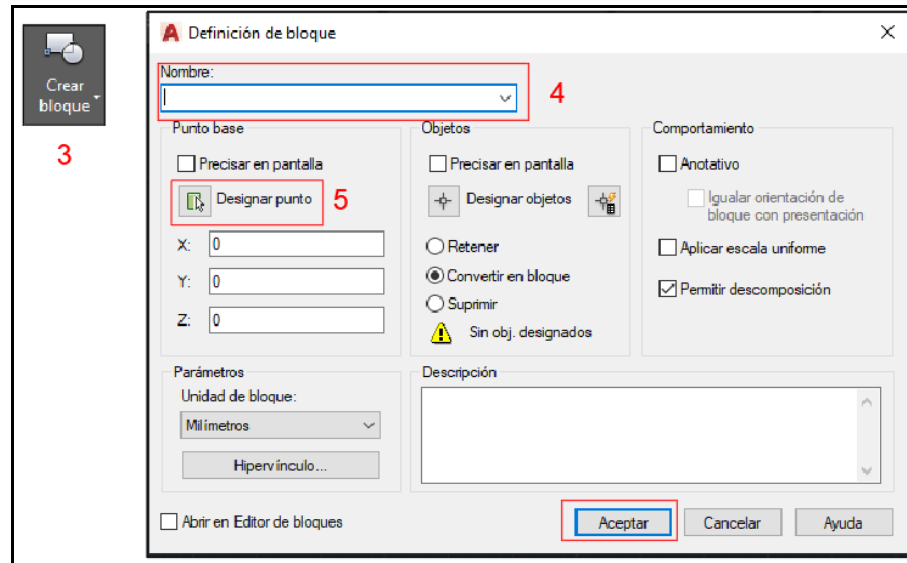 Crear
bloque
3
Definición de bloque
Nombre:
4
Punto base
Precisar en pantalla
Designar punto
5
X: 0
Y: 0
Z: 0
Objetos
Precisar en pantalla
Designar objetos
Retener
Convertir en bloque
Suprimir
Sin obj. designados
Comportamiento
Anotativo
Igualar orientación de
bloque con presentación
Aplicar escala uniforme
Permitir descomposición
Parámetros
Unidad de bloque:
Milímetros
Hipervínculo...
Descripción
Abrir en Editor de bloques
Aceptar
Cancelar
Ayuda